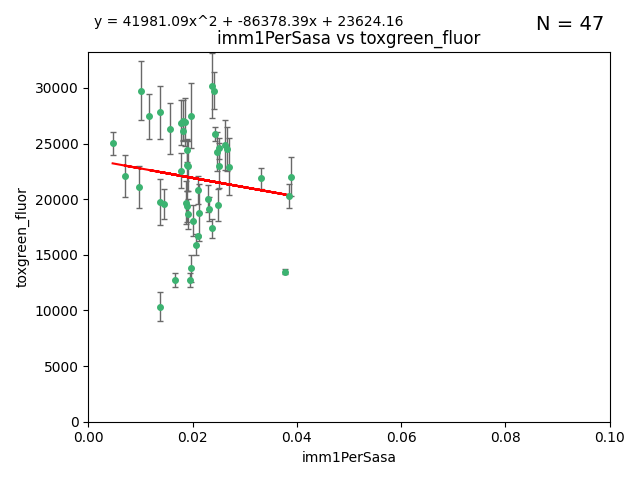 y = 41981.09x^2 + -86378.39x + 23624.16
N = 47
imm1PerSasa vs toxgreen_fluor
30000
25000
20000
15000
10000
5000
0
toxgreen_fluor
0.00 0.02 0.04 0.06 0.08 0.10
imm1PerSasa